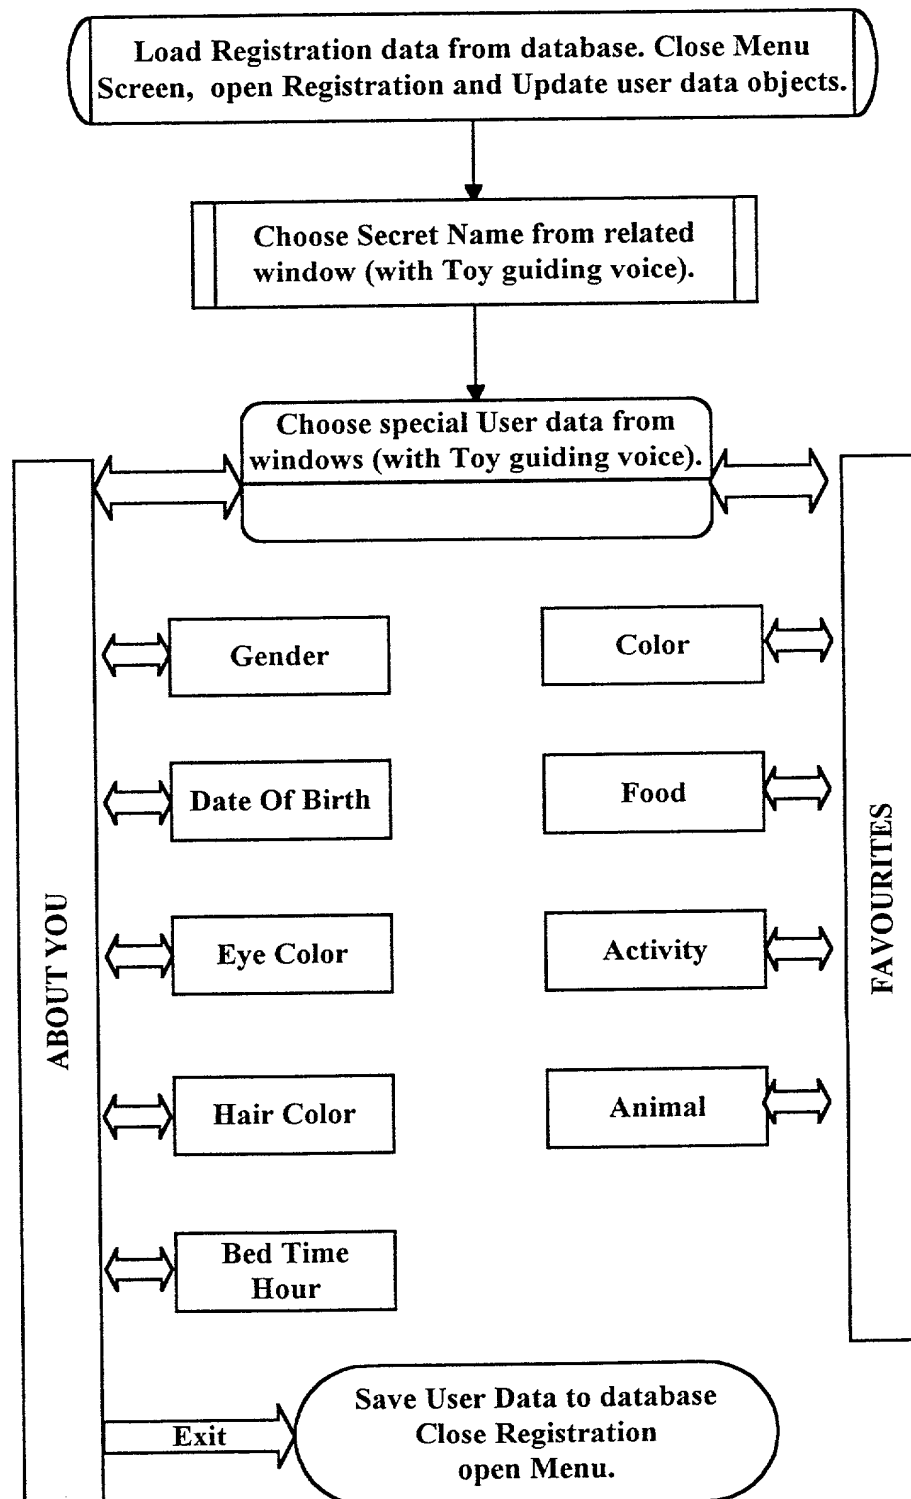 Load Registration data from database. Close Menu
Screen, open Registration and Update user data objects.
Choose Secret Name from related
window (with Toy guiding voice).
Choose special User data from
windows (with Toy guiding voice).
ABOUT YOU
Gender
Date Of Birth
Eye Color
Hair Color
Bed Time
Hour
Color
Food
Activity
Animal
FAVOURITES
Exit
Save User Data to database
Close Registration
open Menu.